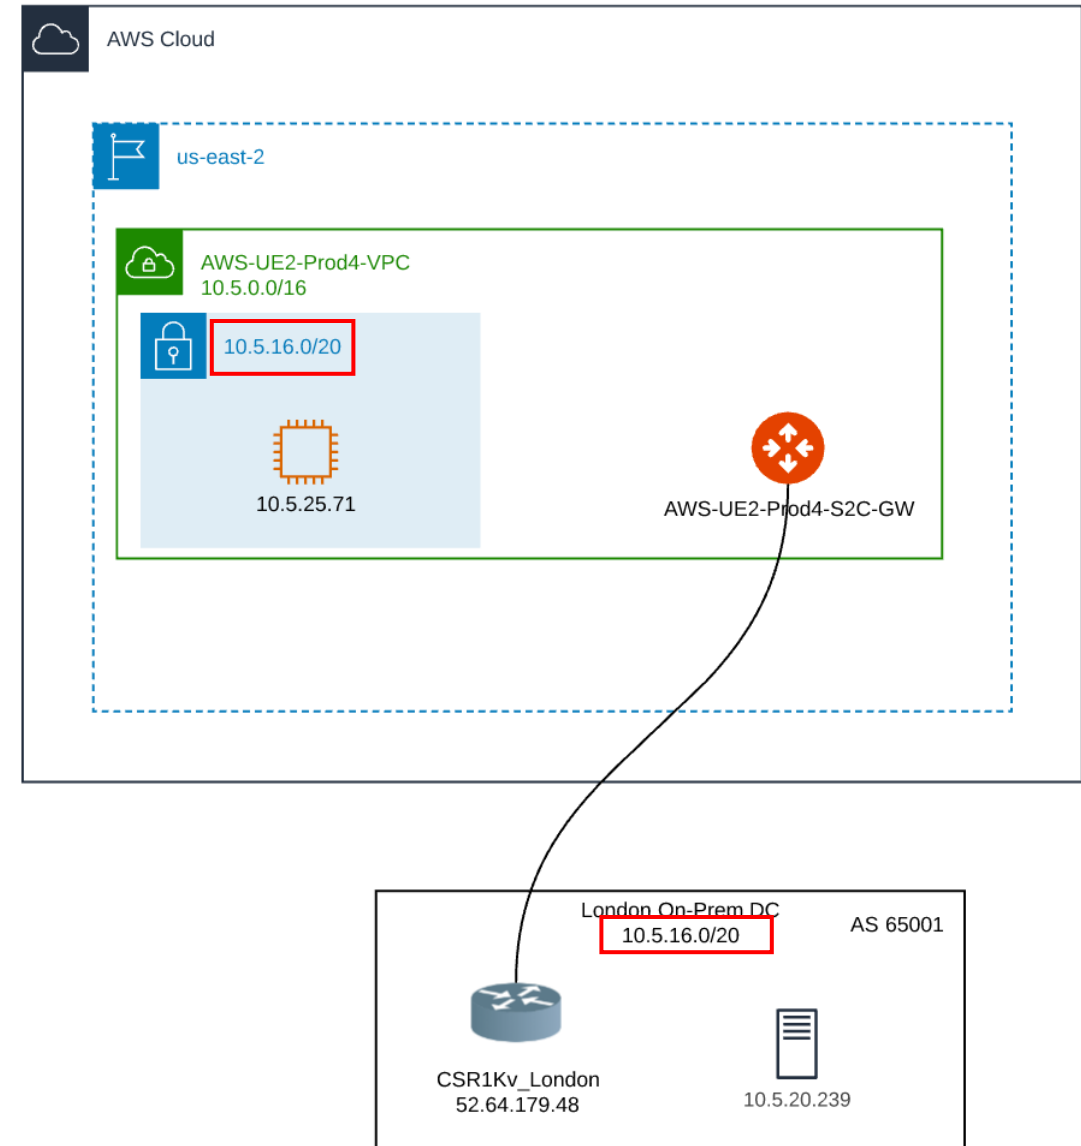 AWS Cloud
us-east-2
AWS-UE2-Prod4-VPC
10.5.0.0/16
10.5.16.0/20
10.5.25.71
AWS-UE2-Prod4-S2C-GW
London On-Prem DC
10.5.16.0/20
AS 65001
CSR1Kv_London
52.64.179.48
10.5.20.239